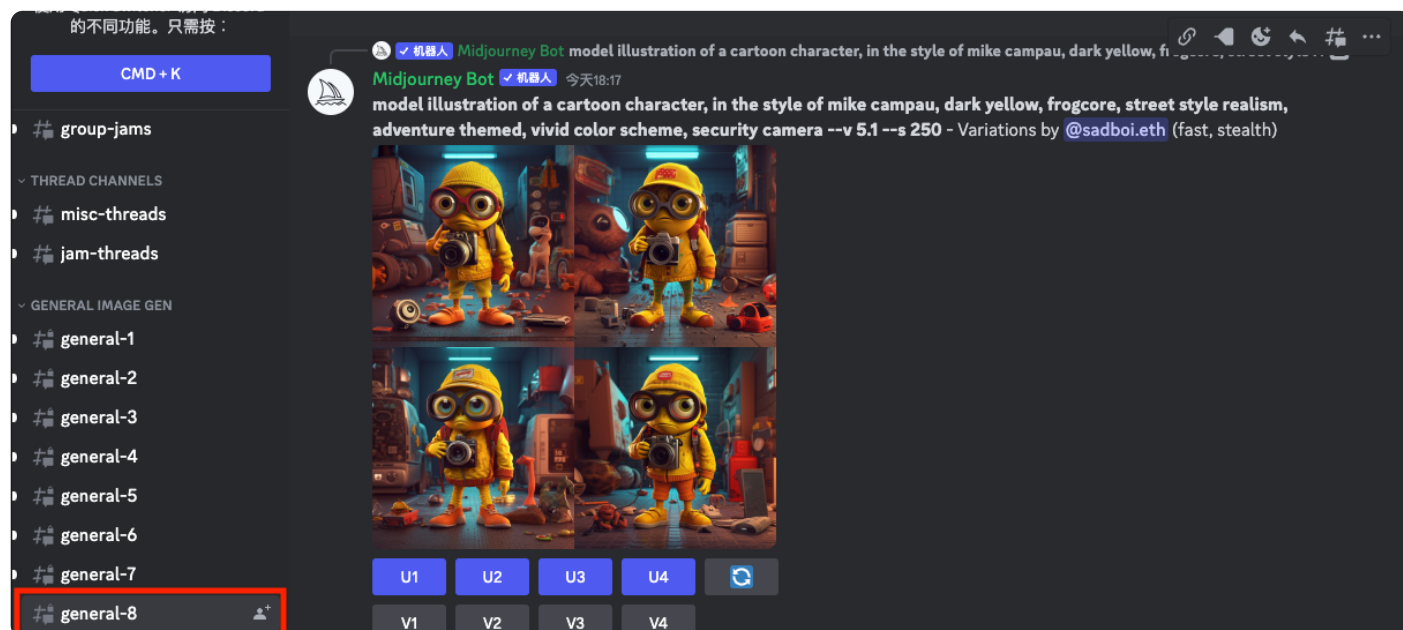 的不同功能。只需按：
CMD + K
group-jams
THREAD CHANNELS
misc-threads
jam-threads
GENERAL IMAGE GEN
general-1
general-2
general-3
general-4
general-5
general-6
general-7
general-8
机器人 Midjourney Bot model illustration of a cartoon character, in the style of mike campau, dark yellow,
Midjourney Bot 机器人 今天18:17
model illustration of a cartoon character, in the style of mike campau, dark yellow, frogcore, street style realism,
adventure themed, vivid color scheme, security camera --v 5.1 --s 250 - Variations by @sadboi.eth (fast, stealth)
U1 U2 U3 U4
V1 V2 V3 V4